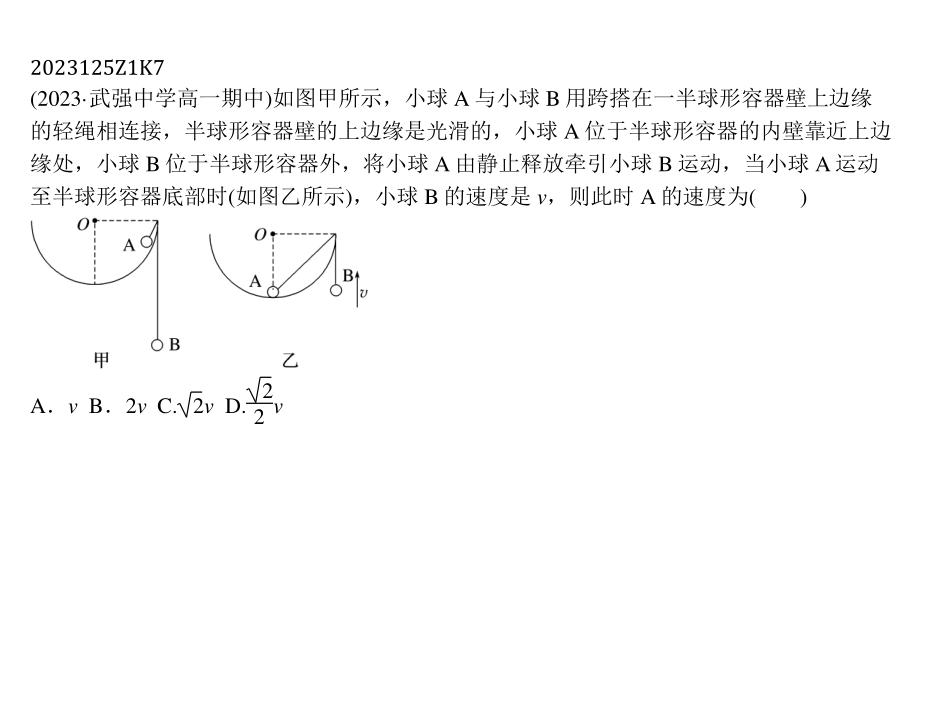 2023125Z1K7
(2023·武强中学高一期中)如图甲所示，小球 A 与小球 B 用跨搭在一半球形容器壁上边缘
的轻绳相连接，半球形容器壁的上边缘是光滑的，小球 A 位于半球形容器的内壁靠近上边
缘处，小球 B 位于半球形容器外，将小球 A 由静止释放牵引小球 B 运动，当小球 A 运动
至半球形容器底部时(如图乙所示)，小球 B 的速度是 v，则此时 A 的速度为(　　)
O
A
B
甲
O
A
B
v
乙
A．v B．2v C.√2v D.√2/2v